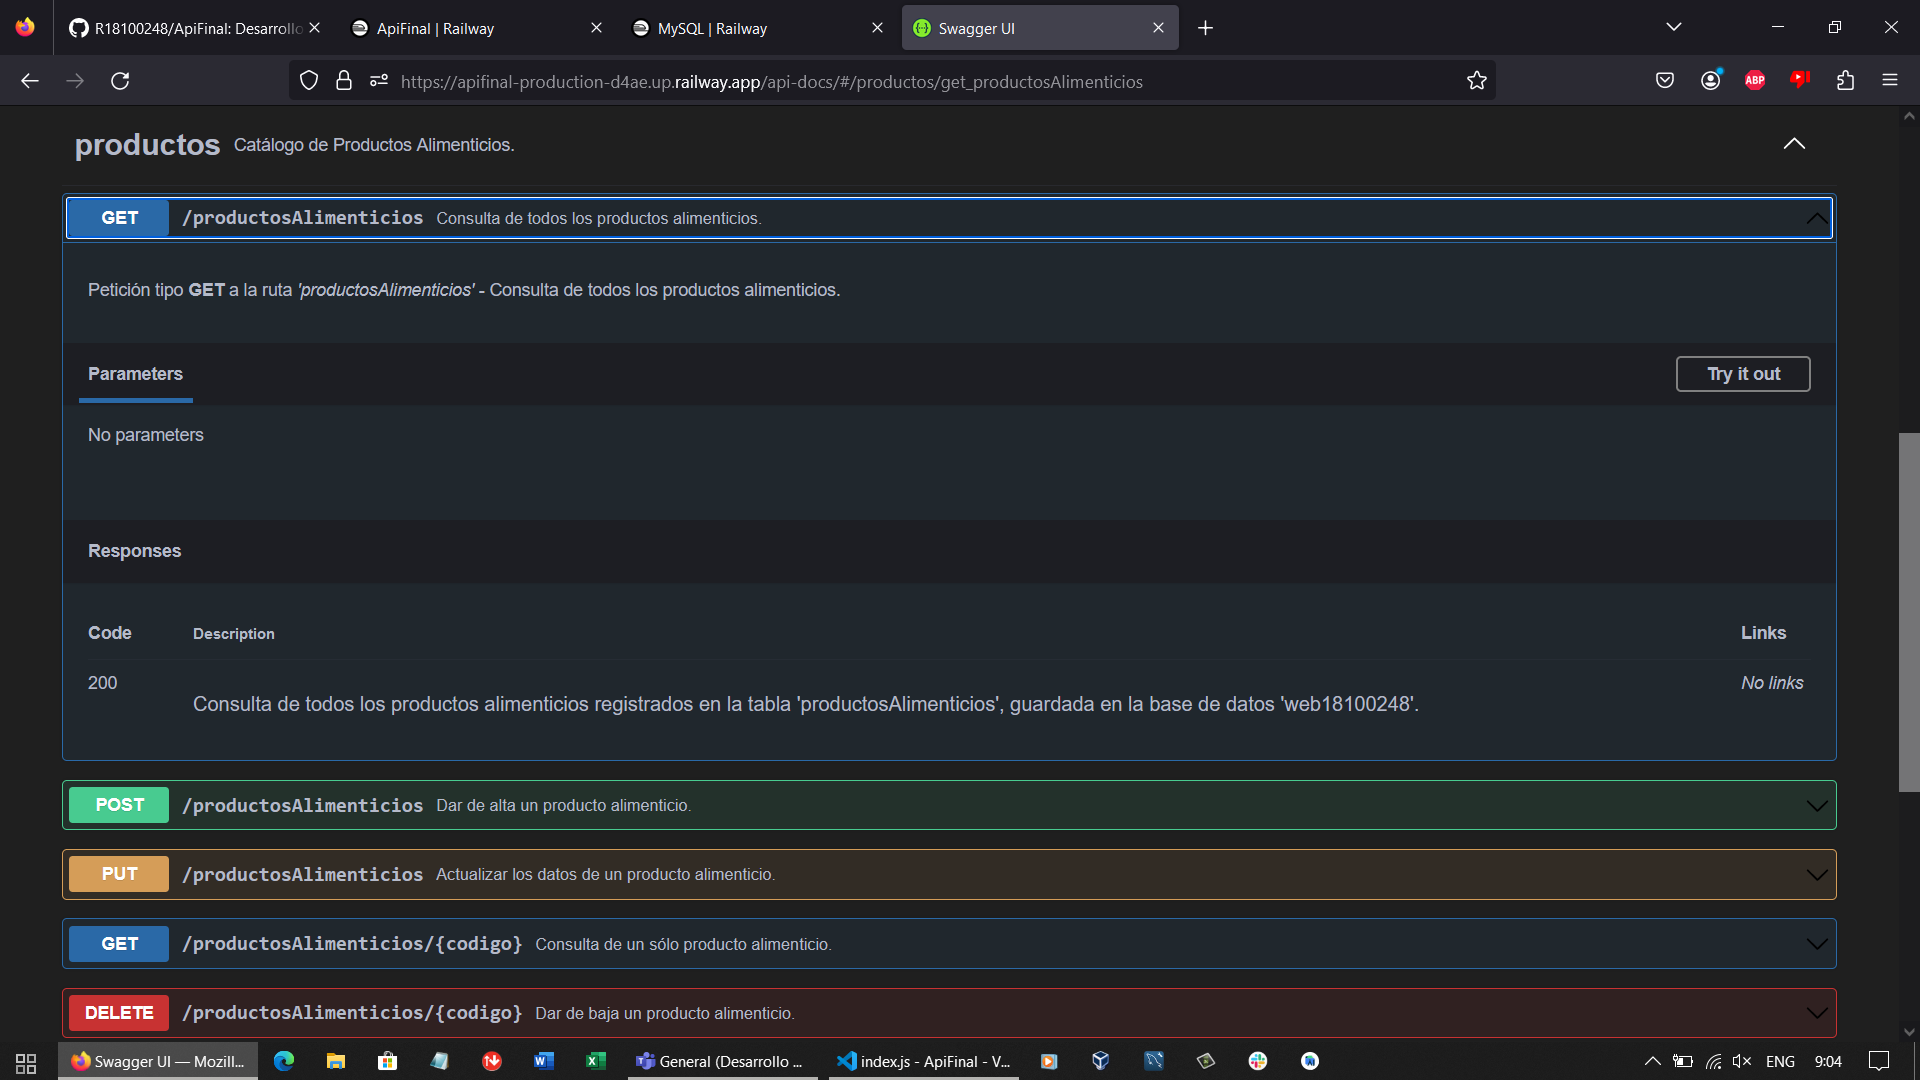 R18100248/ApiFinal: Desarrollo
ApiFinal | Railway
MySQL | Railway
Swagger UI
https://apifinal-production-d4ae.up.railway.app/api-docs/#/productos/get_productosAlimenticios
ABP
productos Catálogo de Productos Alimenticios.
GET /productosAlimenticios Consulta de todos los productos alimenticios.
Petición tipo GET a la ruta 'productosAlimenticios' - Consulta de todos los productos alimenticios.
Parameters
Try it out
No parameters
Responses
Code Description Links
200 No links
Consulta de todos los productos alimenticios registrados en la tabla 'productosAlimenticios', guardada en la base de datos 'web18100248'.
POST /productosAlimenticios Dar de alta un producto alimenticio.
PUT /productosAlimenticios Actualizar los datos de un producto alimenticio.
GET /productosAlimenticios/{codigo} Consulta de un sólo producto alimenticio.
DELETE /productosAlimenticios/{codigo} Dar de baja un producto alimenticio.
Swagger UI — Mozill...
General (Desarrollo ...
index.js - ApiFinal - V...
ENG
9:04